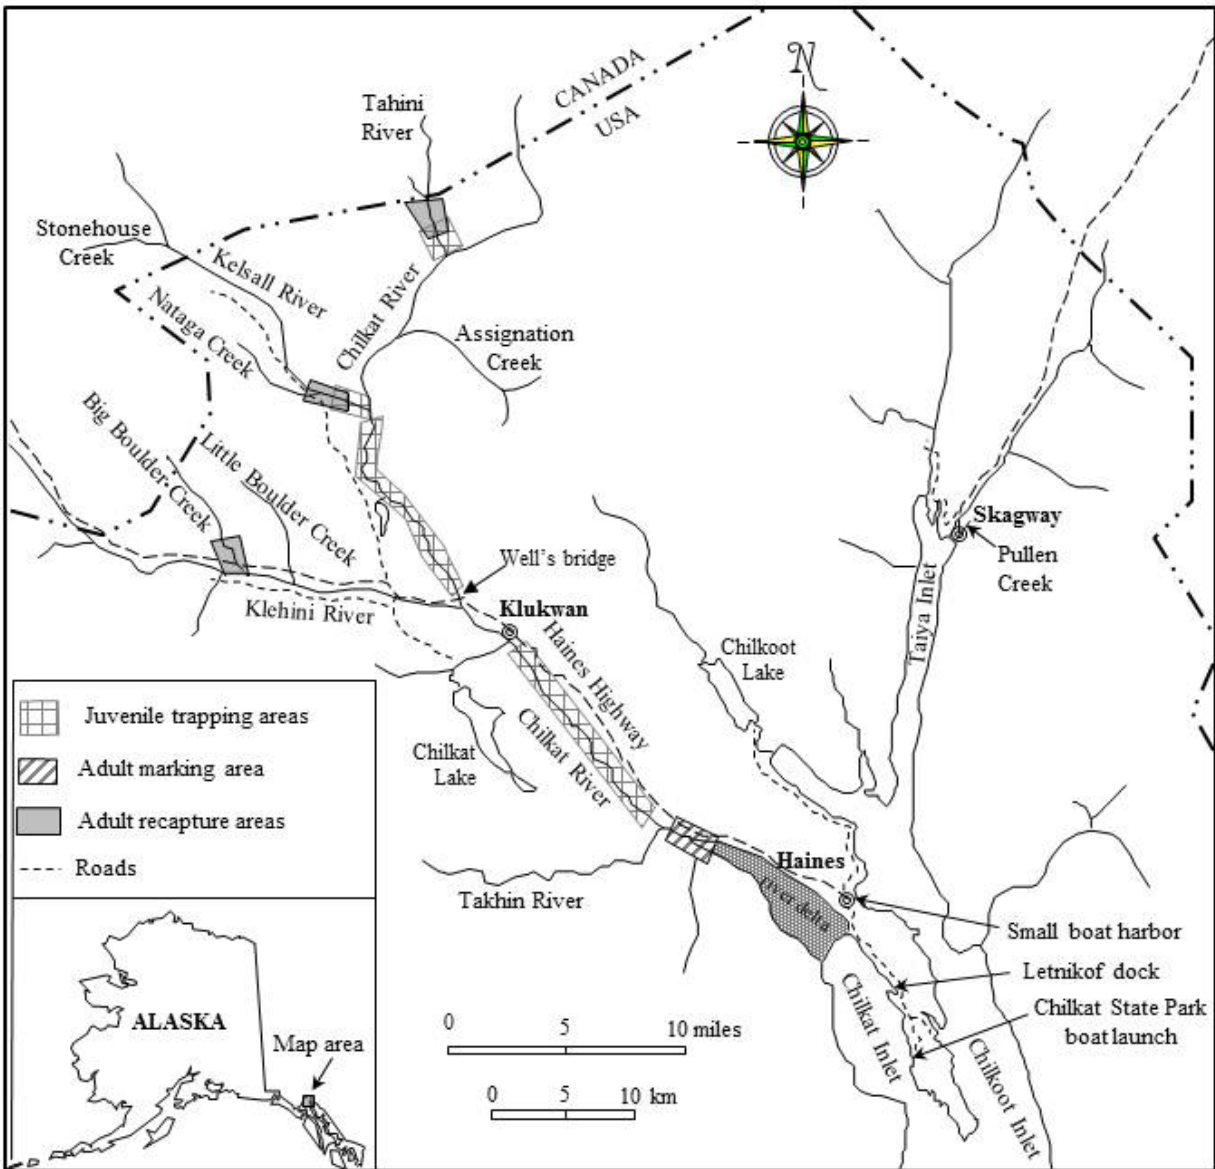 N
CANADA
USA
Tahini
River
Stonehouse
Creek
Kelsall River
Nataga Creek
Chilkat River
Assignation
Creek
Big Boulder Creek
Little Boulder Creek
Skagway
Pullen
Creek
Well's bridge
Klehini River
Klukwan
Haines Highway
Taiya Inlet
Chilkoot
Lake
Juvenile trapping areas
Adult marking area
Adult recapture areas
Roads
Chilkat
Lake
Chilkat River
Haines
Takhin River
river delta
Small boat harbor
Letnikof dock
Chilkat State Park
boat launch
Chilkat Inlet
Chilkoot Inlet
ALASKA
Map area
0 5 10 miles
0 5 10 km